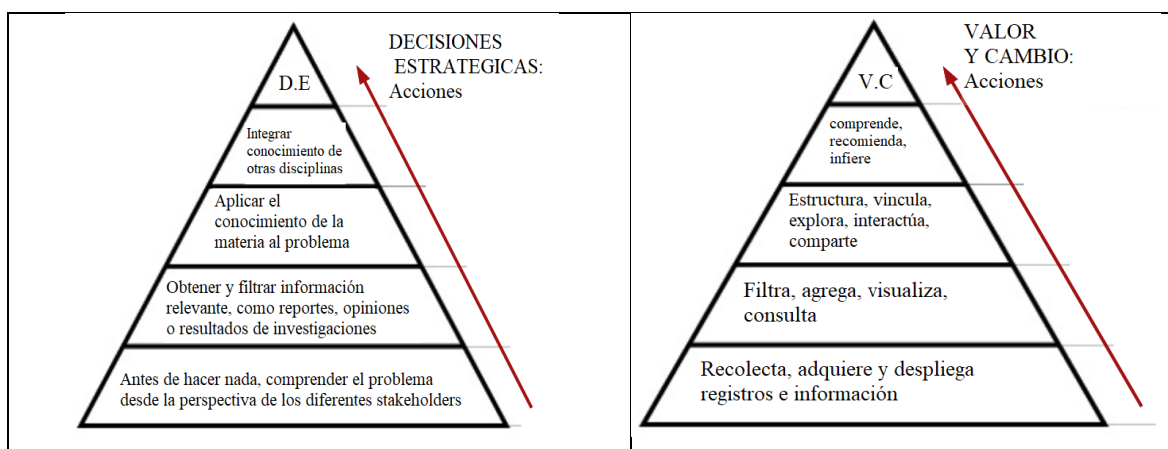 DECISIONES
ESTRATEGICAS:
Acciones
D.E
Integrar
conocimiento de
otras disciplinas
Aplicar el
conocimiento de la
materia al problema
Obtener y filtrar información
relevante, como reportes, opiniones
o resultados de investigaciones
Antes de hacer nada, comprender el problema
desde la perspectiva de los diferentes stakeholders
VALOR
Y CAMBIO:
Acciones
V.C
comprende,
recomienda,
infiere
Estructura, vincula,
explora, interactúa,
comparte
Filtra, agrega, visualiza,
consulta
Recolecta, adquiere y despliega
registros e información